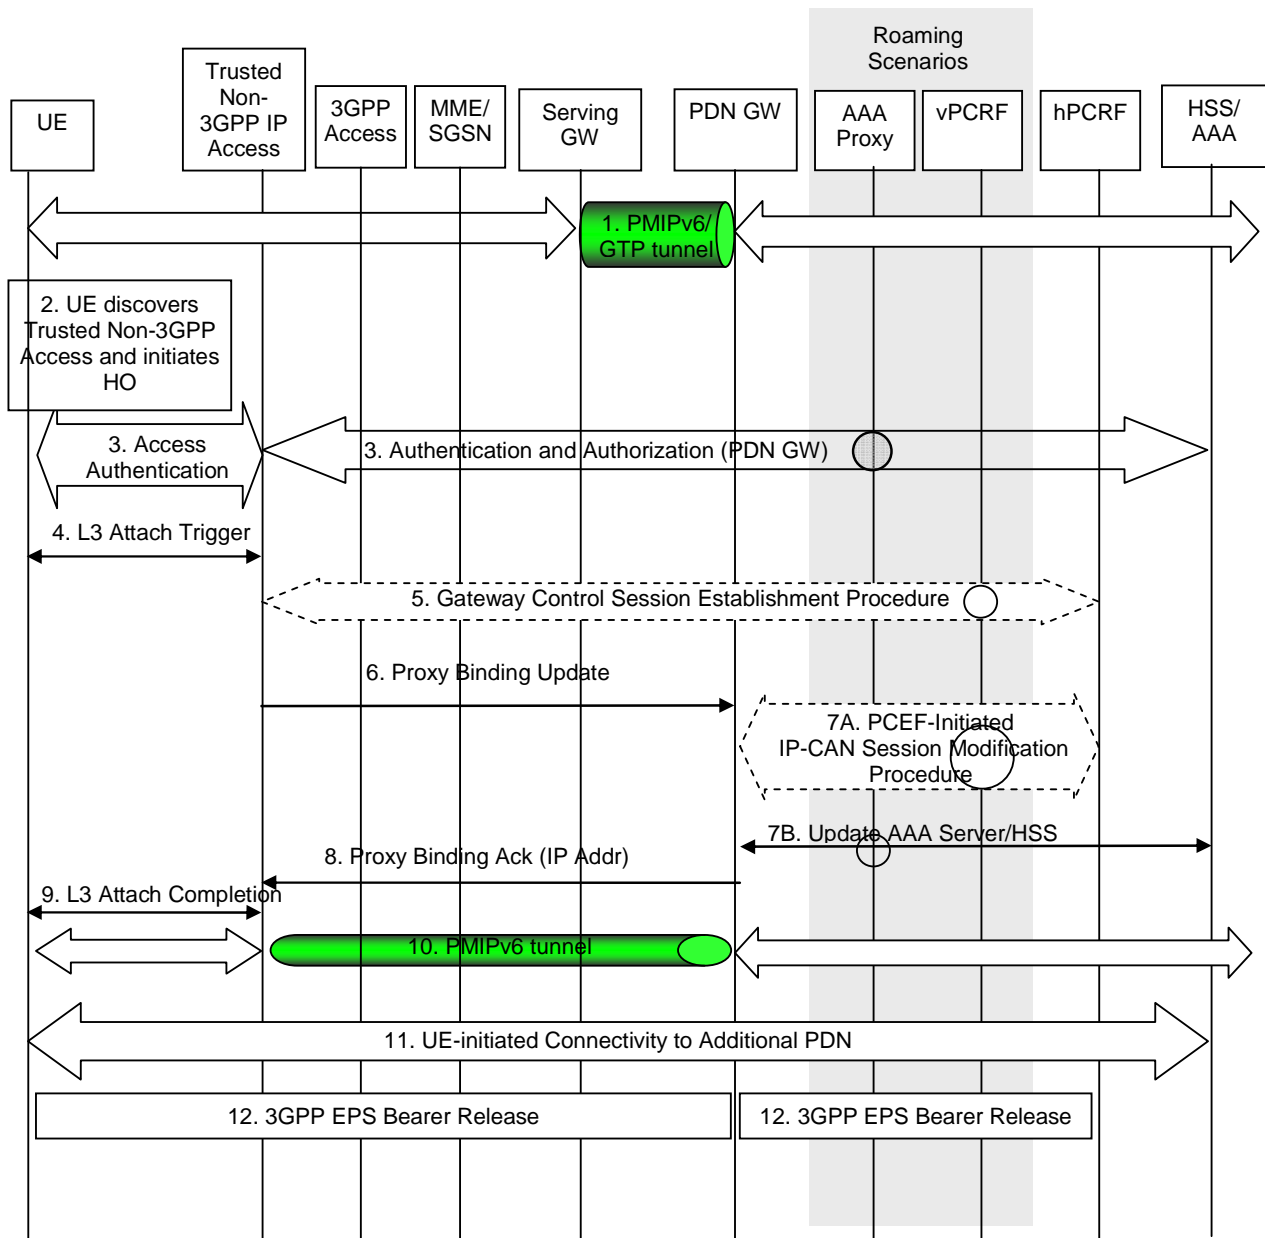 Roaming
Scenarios
UE
Trusted
Non-
3GPP IP
Access
3GPP
Access
MME/
SGSN
Serving
GW
PDN GW
AAA
Proxy
vPCRF
hPCRF
HSS/
AAA
1. PMIPv6/
GTP tunnel
2. UE discovers
Trusted Non-3GPP
Access and initiates
HO
3. Access
Authentication
3. Authentication and Authorization (PDN GW)
4. L3 Attach Trigger
5. Gateway Control Session Establishment Procedure
6. Proxy Binding Update
7A. PCEF-Initiated
IP-CAN Session Modification
Procedure
7B. Update AAA Server/HSS
8. Proxy Binding Ack (IP Addr)
9. L3 Attach Completion
10. PMIPv6 tunnel
11. UE-initiated Connectivity to Additional PDN
12. 3GPP EPS Bearer Release
12. 3GPP EPS Bearer Release